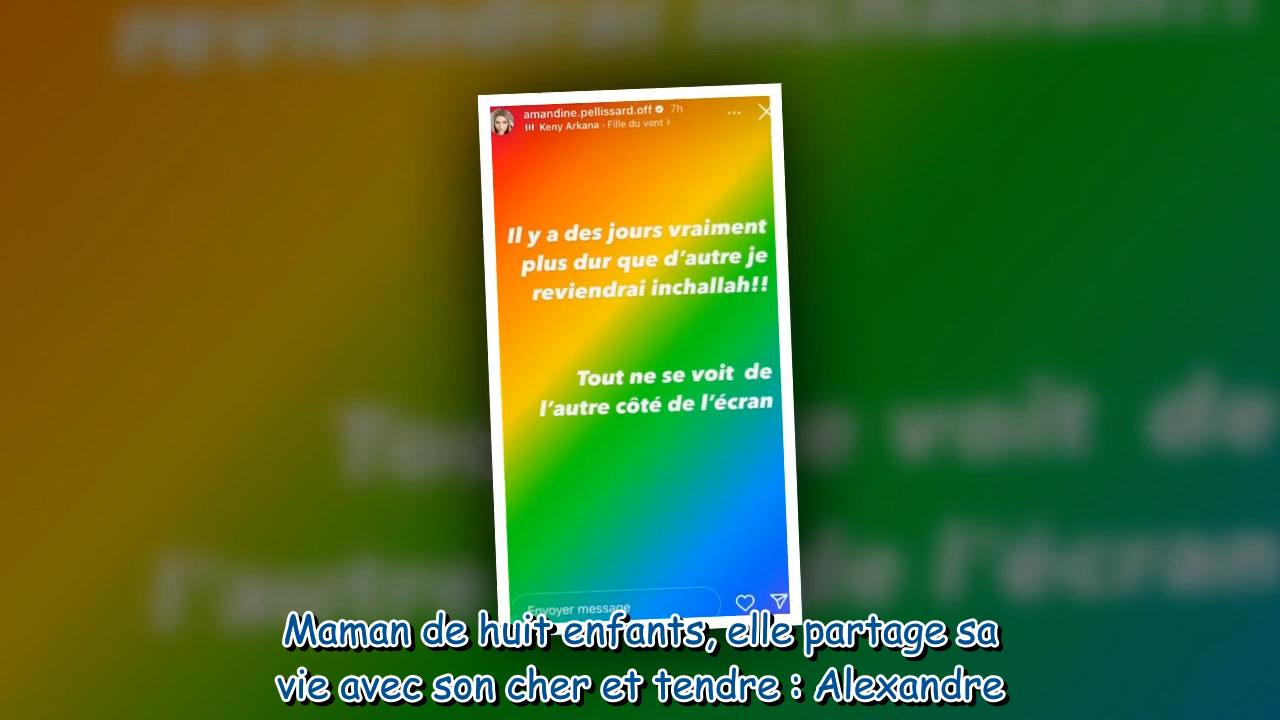 reviendrai inchallah!!
amandine.pellissard.off 7h
Keny Arkana · Fille du vent >
Il y a des jours vraiment
plus dur que d'autre je
reviendrai inchallah!!
Tout ne se voit de
l'autre côté de l'écran
Envoyer message
Maman de huit enfants, elle partage sa
vie avec son cher et tendre : Alexandre